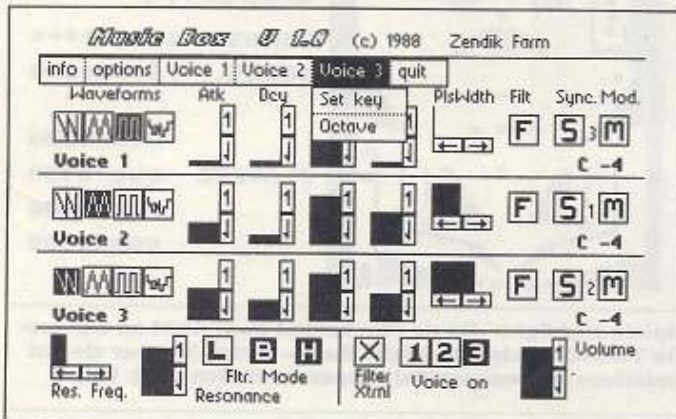 Music Box V 1.0 (c) 1988 Zendik Farm
info options Voice 1 Voice 2 Voice 3 quit
Waveforms Atk Dcy Set key PlsWdth Filt Sync. Mod.
Octave
F S 3 M
Voice 1 C -4
F S 1 M
Voice 2 C -4
F S 2 M
Voice 3 C -4
L B H X 1 2 3 Volume
Res. Freq. Fltr. Mode Filter Voice on
Resonance Xtrnl